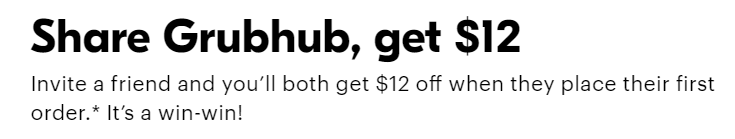 Share Grubhub, get $12
Invite a friend and you'll both get $12 off when they place their first
order.* It's a win-win!